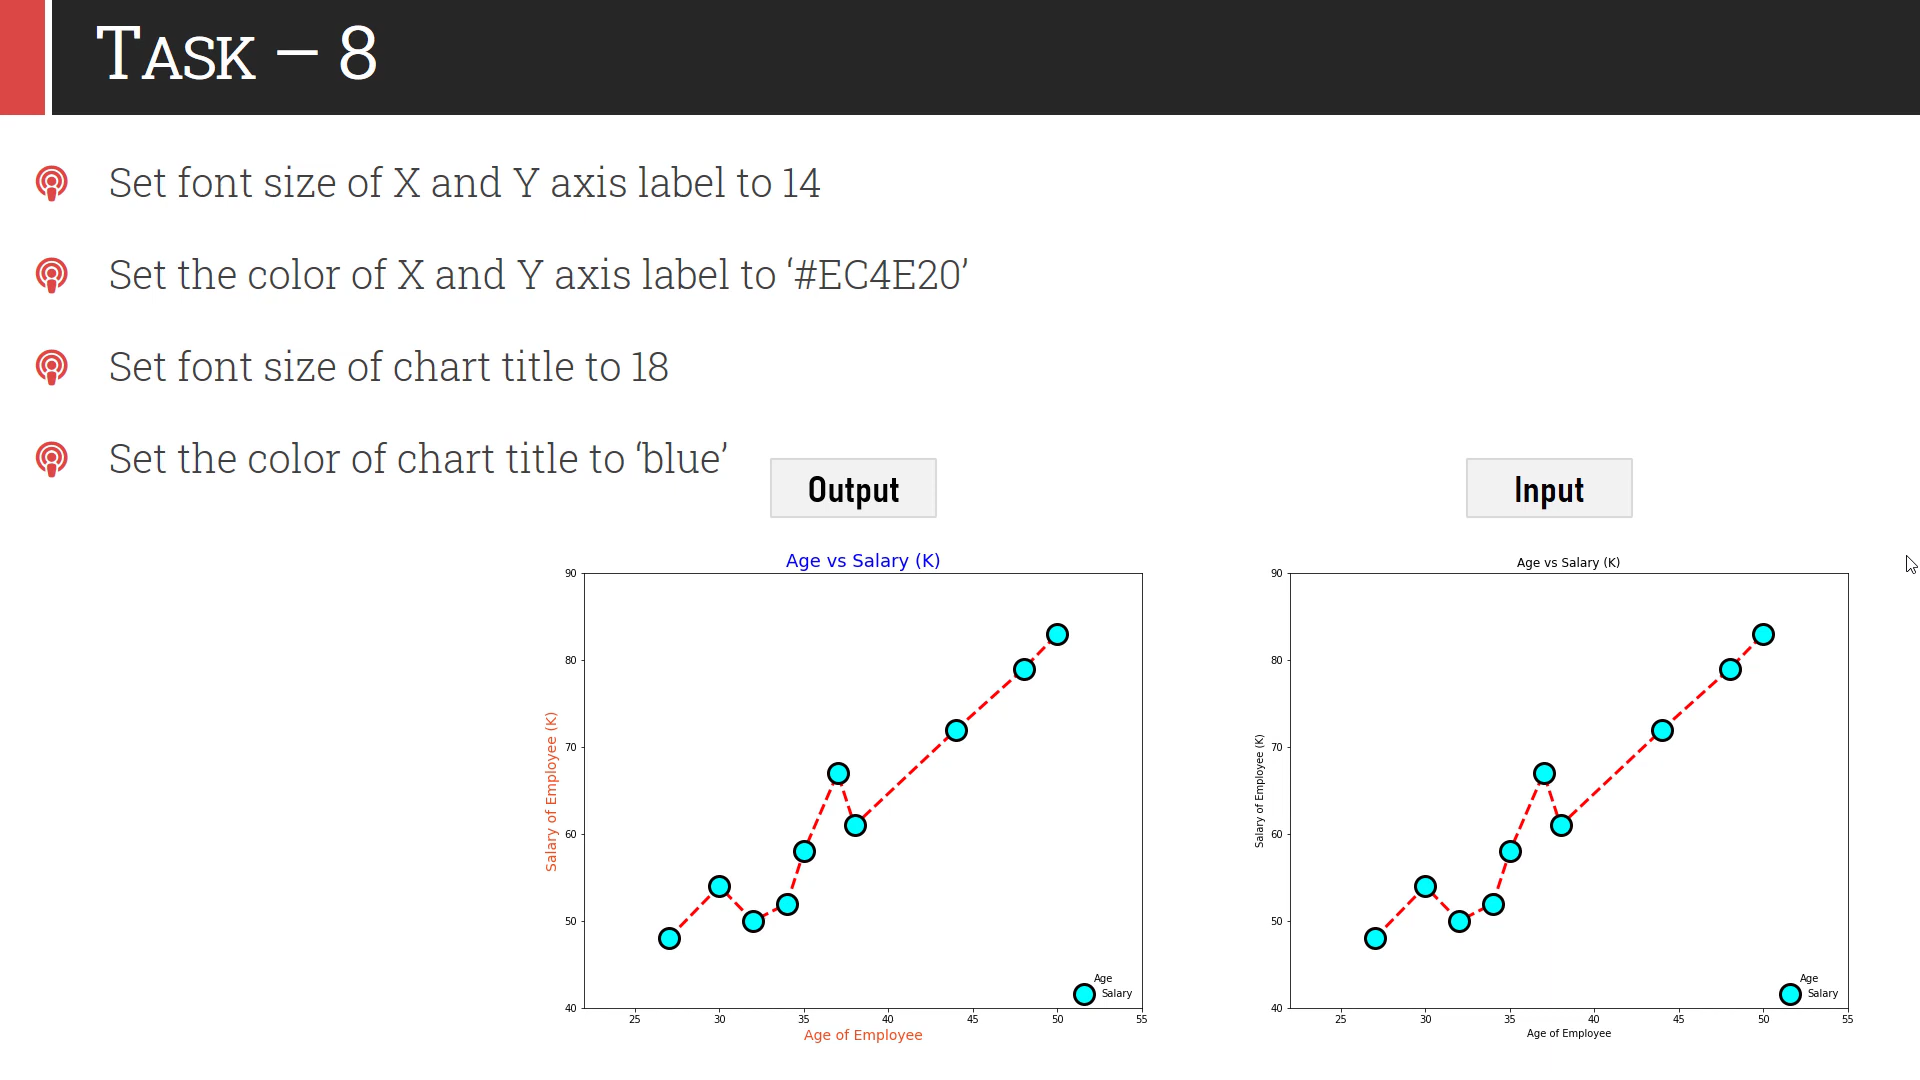 TASK – 8
Set font size of X and Y axis label to 14
Set the color of X and Y axis label to ‘#EC4E20’
Set font size of chart title to 18
Set the color of chart title to ‘blue’
Output
Age vs Salary (K)
90
80
70
60
50
40
Salary of Employee (K)
25 30 35 40 45 50 55
Age of Employee
Age
Salary
Input
Age vs Salary (K)
90
80
70
60
50
40
Salary of Employee (K)
25 30 35 40 45 50 55
Age of Employee
Age
Salary